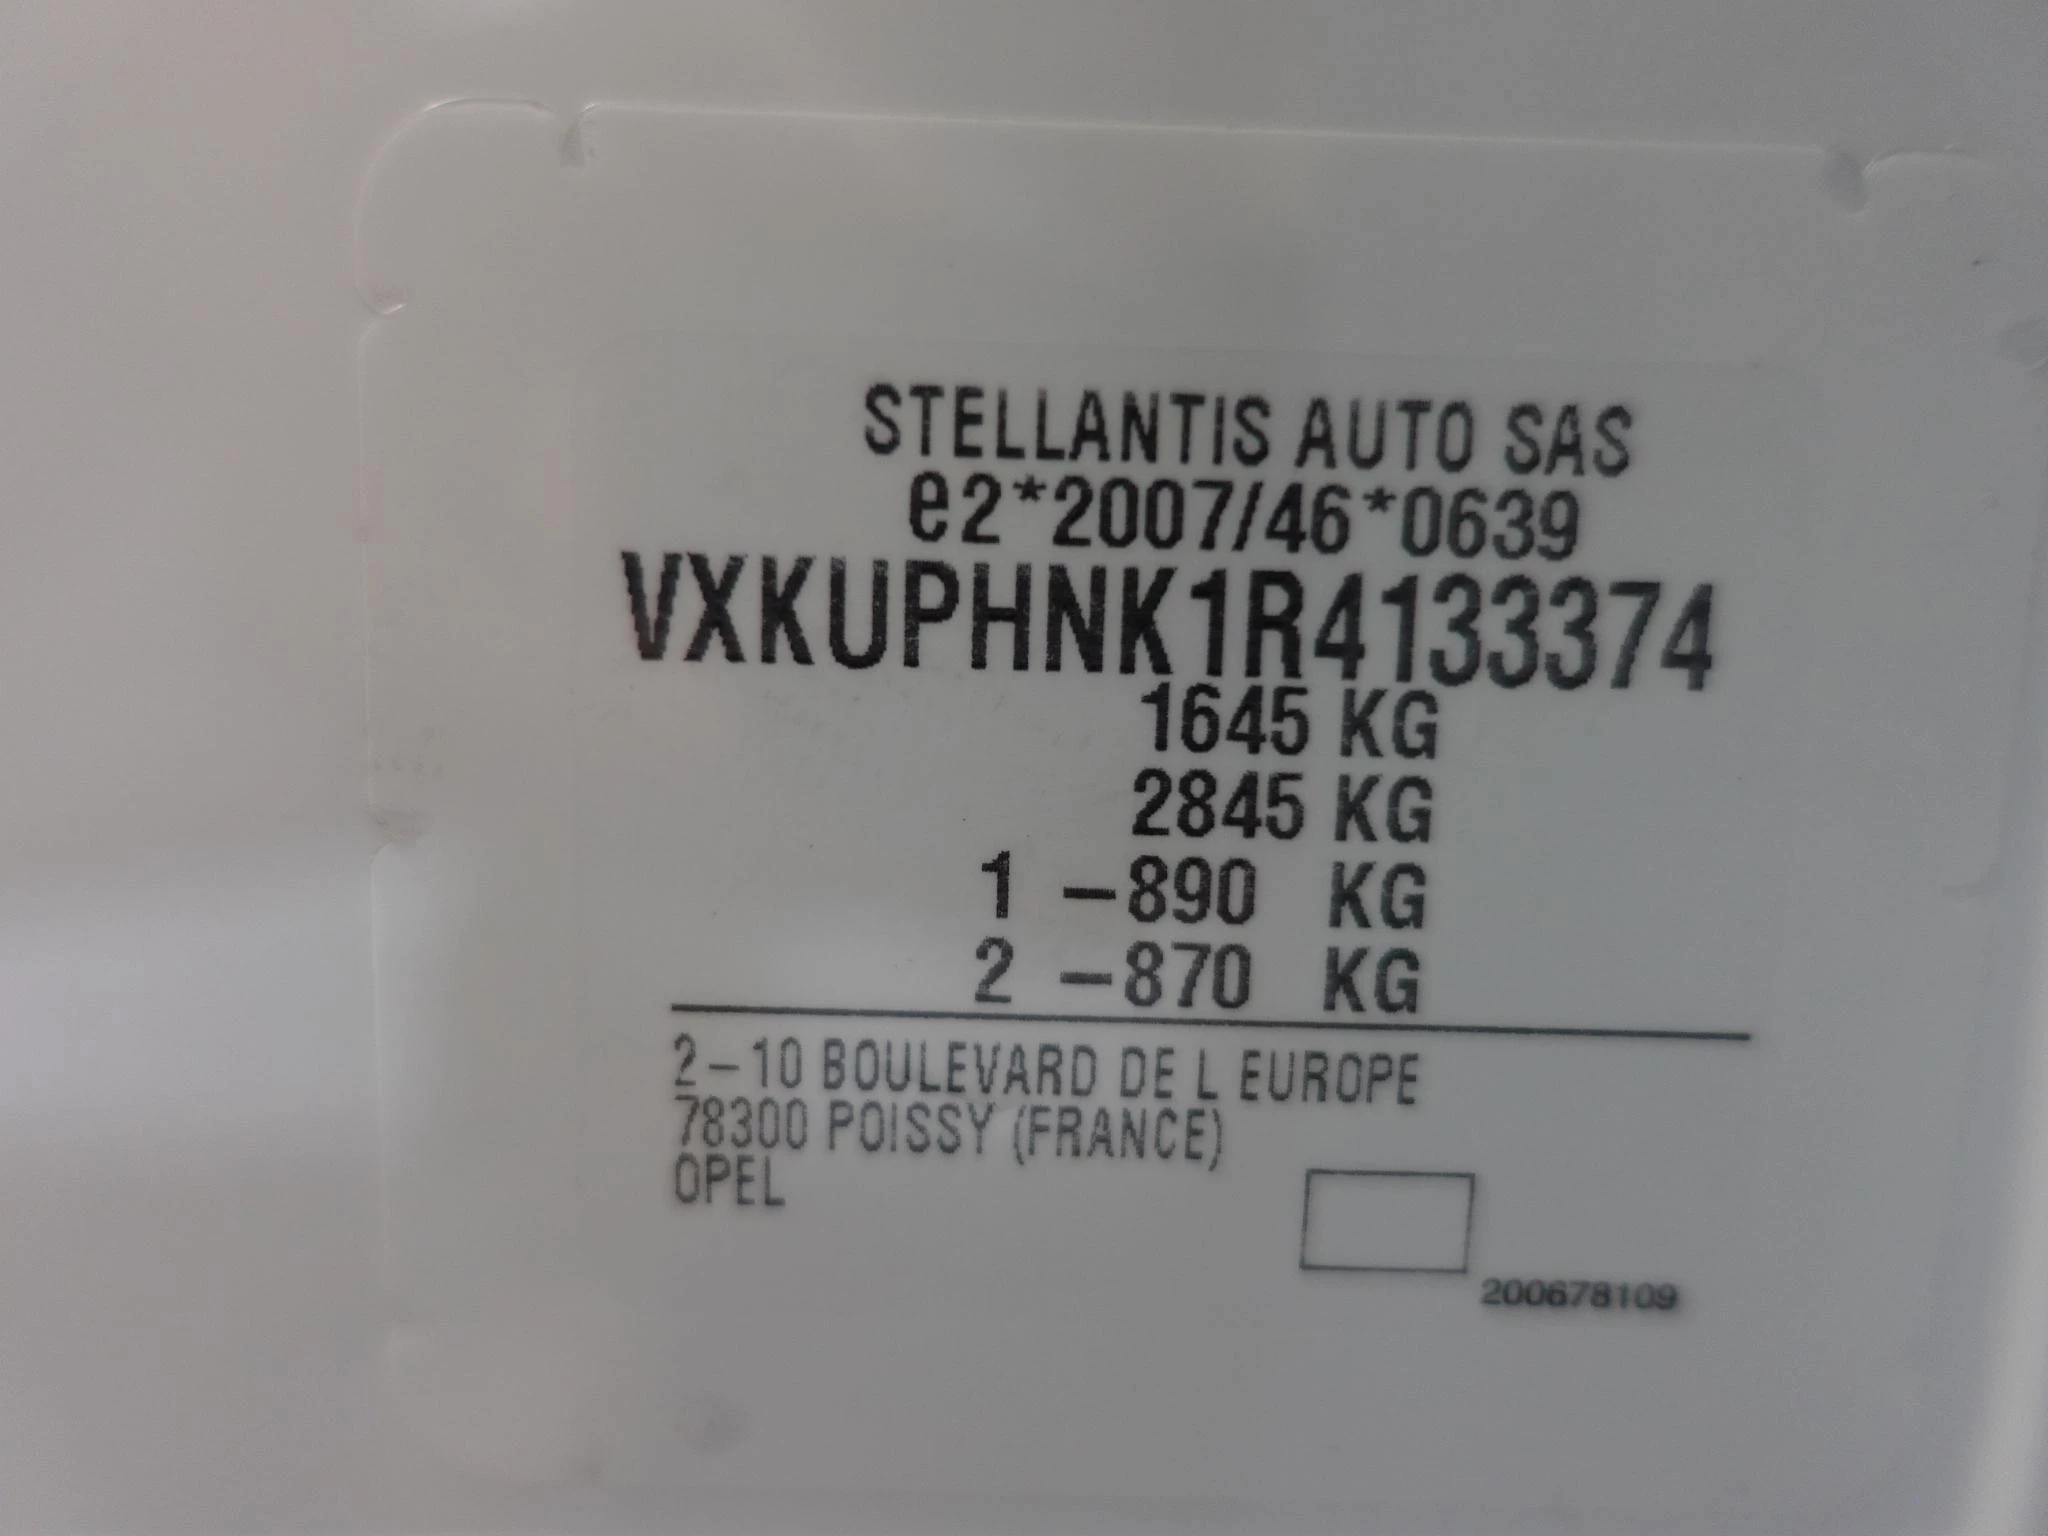 STELLANTIS AUTO SAS
e2*2007/46*0639
VXKUPHNK1R4133374
1645 KG
2845 KG
1 -890 KG
2 -870 KG
2-10 BOULEVARD DE L EUROPE
78300 POISSY (FRANCE)
OPEL
200678109